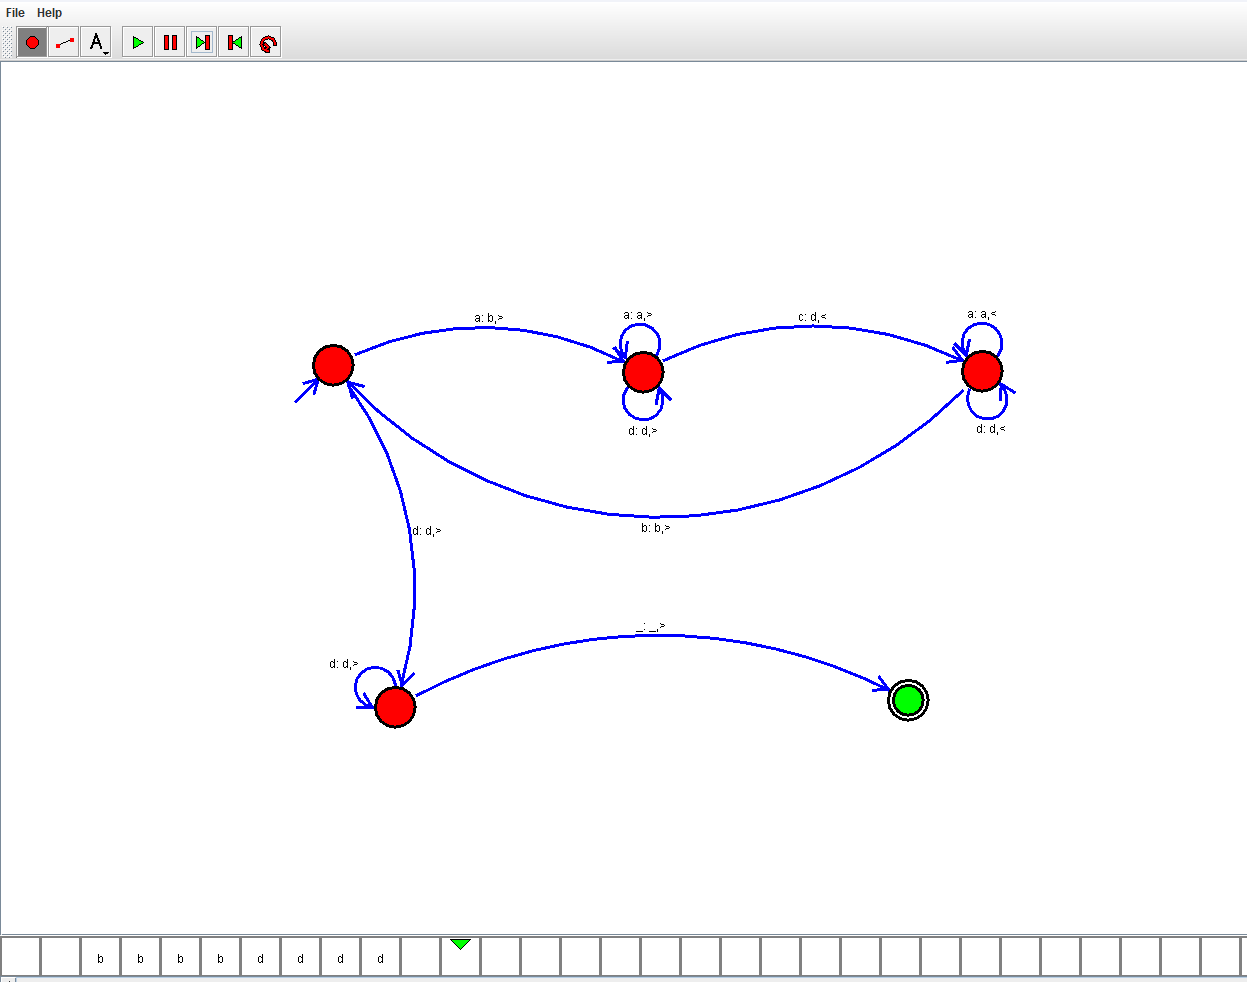 File Help
A
a: b,>
a: a,>
c: d,<
a: a,<
d: d,>
d: d,<
b: b,>
d: d,>
_: _,>
d: d,>
b b b b d d d d